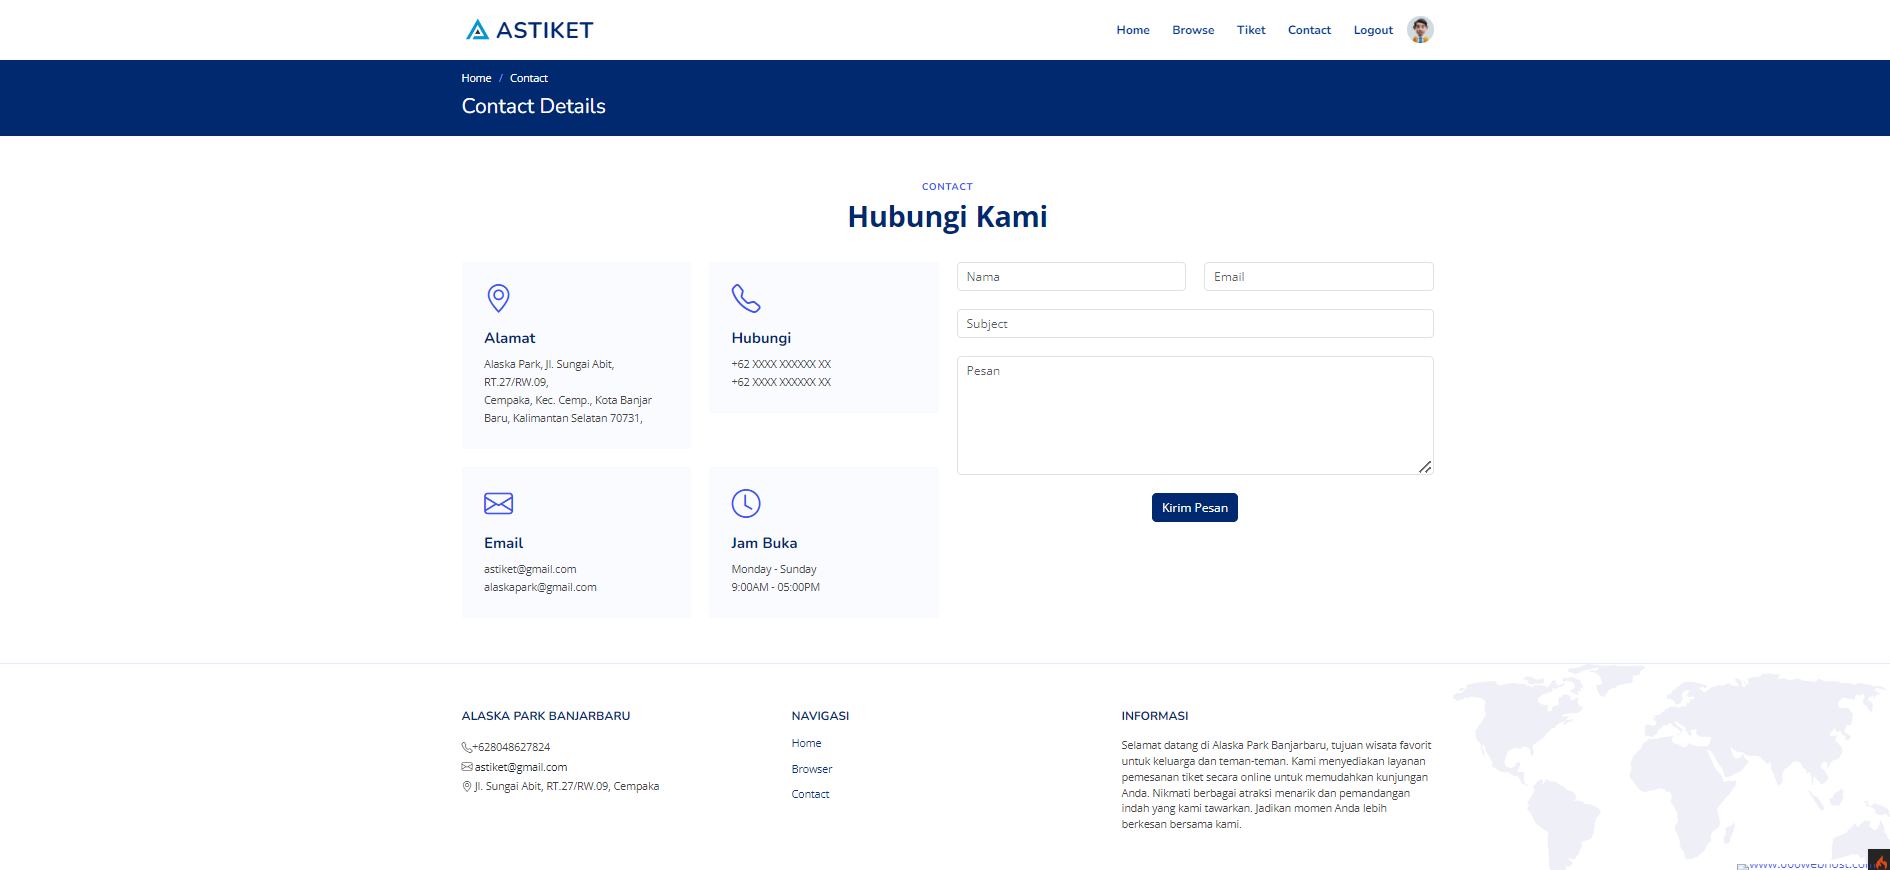 ASTIKET
Home Browse Tiket Contact Logout
Home / Contact
Contact Details
CONTACT
Hubungi Kami
Alamat
Alaska Park, Jl. Sungai Abit,
RT.27/RW.09,
Cempaka, Kec. Cemp., Kota Banjar
Baru, Kalimantan Selatan 70731,
Hubungi
+62 XXXX XXXXXX XX
+62 XXXX XXXXXX XX
Email
astiket@gmail.com
alaskapark@gmail.com
Jam Buka
Monday - Sunday
9:00AM - 05:00PM
Nama
Email
Subject
Pesan
Kirim Pesan
ALASKA PARK BANJARBARU
+628048627824
astiket@gmail.com
Jl. Sungai Abit, RT.27/RW.09, Cempaka
NAVIGASI
Home
Browser
Contact
INFORMASI
Selamat datang di Alaska Park Banjarbaru, tujuan wisata favorit
untuk keluarga dan teman-teman. Kami menyediakan layanan
pemesanan tiket secara online untuk memudahkan kunjungan
Anda. Nikmati berbagai atraksi menarik dan pemandangan
indah yang kami tawarkan. Jadikan momen Anda lebih
berkesan bersama kami.